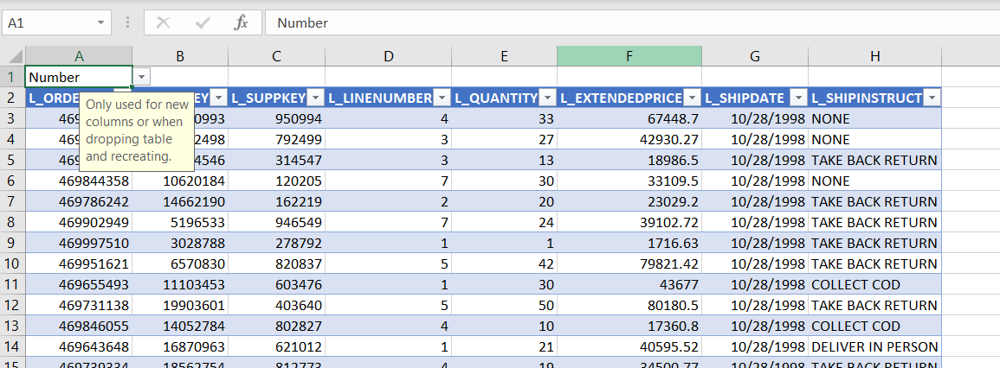 A1 fx Number
A B C D E F G H
1 Number
2 L_ORDE EY L_SUPPKEY L_LINENUMBER L_QUANTITY L_EXTENDEDPRICE L_SHIPDATE L_SHIPINSTRUCT
Only used for new
columns or when
dropping table
and recreating.
3 469 0993 950994 4 33 67448.7 10/28/1998 NONE
4 469 2498 792499 3 27 42930.27 10/28/1998 NONE
5 469 4546 314547 3 13 18986.5 10/28/1998 TAKE BACK RETURN
6 469844358 10620184 120205 7 30 33109.5 10/28/1998 NONE
7 469786242 14662190 162219 2 20 23029.2 10/28/1998 TAKE BACK RETURN
8 469902949 5196533 946549 7 24 39102.72 10/28/1998 TAKE BACK RETURN
9 469997510 3028788 278792 1 1 1716.63 10/28/1998 TAKE BACK RETURN
10 469951621 6570830 820837 5 42 79821.42 10/28/1998 TAKE BACK RETURN
11 469655493 11103453 603476 1 30 43677 10/28/1998 COLLECT COD
12 469731138 19903601 403640 5 50 80180.5 10/28/1998 TAKE BACK RETURN
13 469846055 14052784 802827 4 10 17360.8 10/28/1998 COLLECT COD
14 469643648 16870963 621012 1 21 40595.52 10/28/1998 DELIVER IN PERSON
15 469739334 18562754 812773 4 19 34500.77 10/28/1998 TAKE BACK RETURN